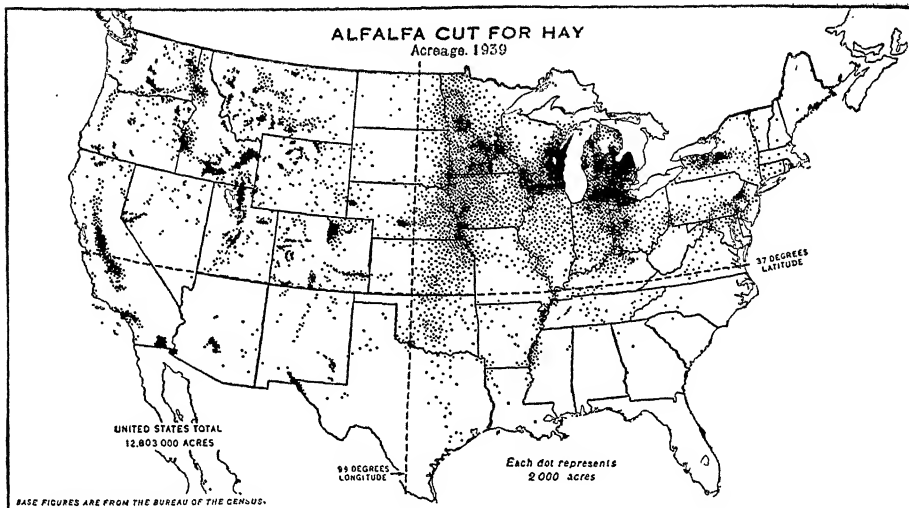 ALFALFA CUT FOR HAY
Acreage. 1939
37 DEGREES
LATITUDE
UNITED STATES TOTAL
12,803 000 ACRES
99 DEGREES
LONGITUDE
Each dot represents
2 000 acres
BASE FIGURES ARE FROM THE BUREAU OF THE CENSUS.